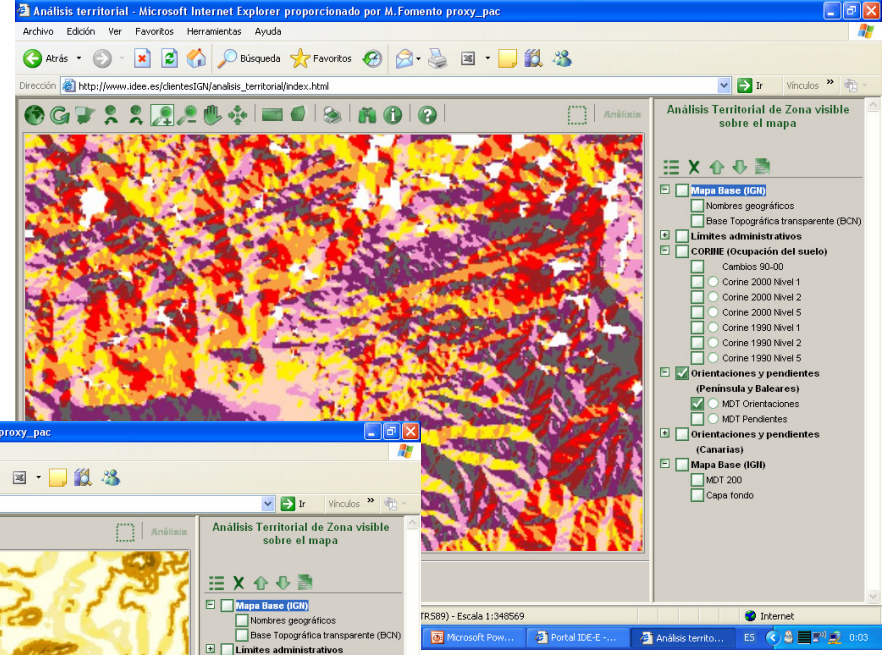 Análisis territorial - Microsoft Internet Explorer proporcionado por M.Fomento proxy_pac
Archivo Edición Ver Favoritos Herramientas Ayuda
Atrás Búsqueda Favoritos
Dirección http://www.idee.es/clientesIGN/analisis_territorial/index.html Ir Vínculos »
Análisis
Análisis Territorial de Zona visible
sobre el mapa
Mapa Base (IGN)
Nombres geográficos
Base Topográfica transparente (BCN)
Límites administrativos
CORINE (Ocupación del suelo)
Cambios 90-00
Corine 2000 Nivel 1
Corine 2000 Nivel 2
Corine 2000 Nivel 5
Corine 1990 Nivel 1
Corine 1990 Nivel 2
Corine 1990 Nivel 5
Orientaciones y pendientes
(Península y Baleares)
MDT Orientaciones
MDT Pendientes
Orientaciones y pendientes
(Canarias)
Mapa Base (IGN)
MDT 200
Capa fondo
TRS89) - Escala 1:348569
Internet
Microsoft Pow... Portal IDE-E -... Análisis territo... ES 0:03
proxy_pac
Ir Vínculos »
Análisis
Análisis Territorial de Zona visible
sobre el mapa
Mapa Base (IGN)
Nombres geográficos
Base Topográfica transparente (BCN)
Límites administrativos